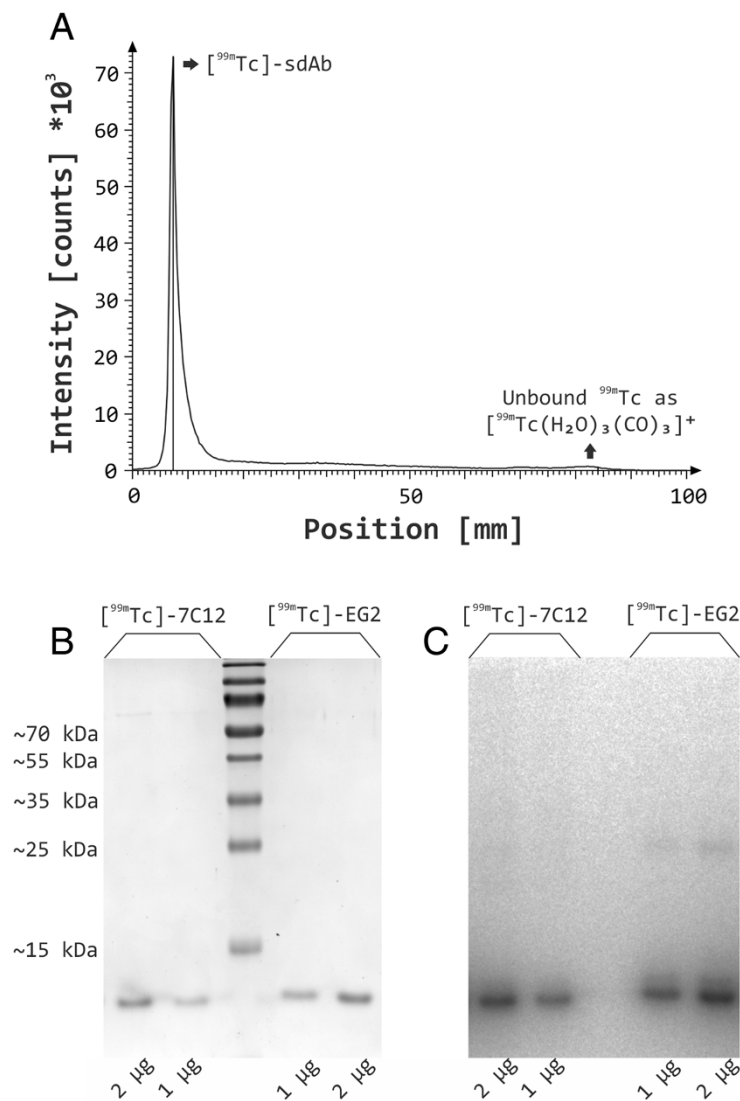 A
[⁹⁹ᵐTc]-sdAb
Intensity [counts] *10³
70
60
50
40
30
20
10
0
Unbound ⁹⁹ᵐTc as
[⁹⁹ᵐTc(H₂O)₃(CO)₃]⁺
0 50 100
Position [mm]
B
[⁹⁹ᵐTc]-7C12 [⁹⁹ᵐTc]-EG2
~70 kDa
~55 kDa
~35 kDa
~25 kDa
~15 kDa
2 µg 1 µg 1 µg 2 µg
C
[⁹⁹ᵐTc]-7C12 [⁹⁹ᵐTc]-EG2
2 µg 1 µg 1 µg 2 µg